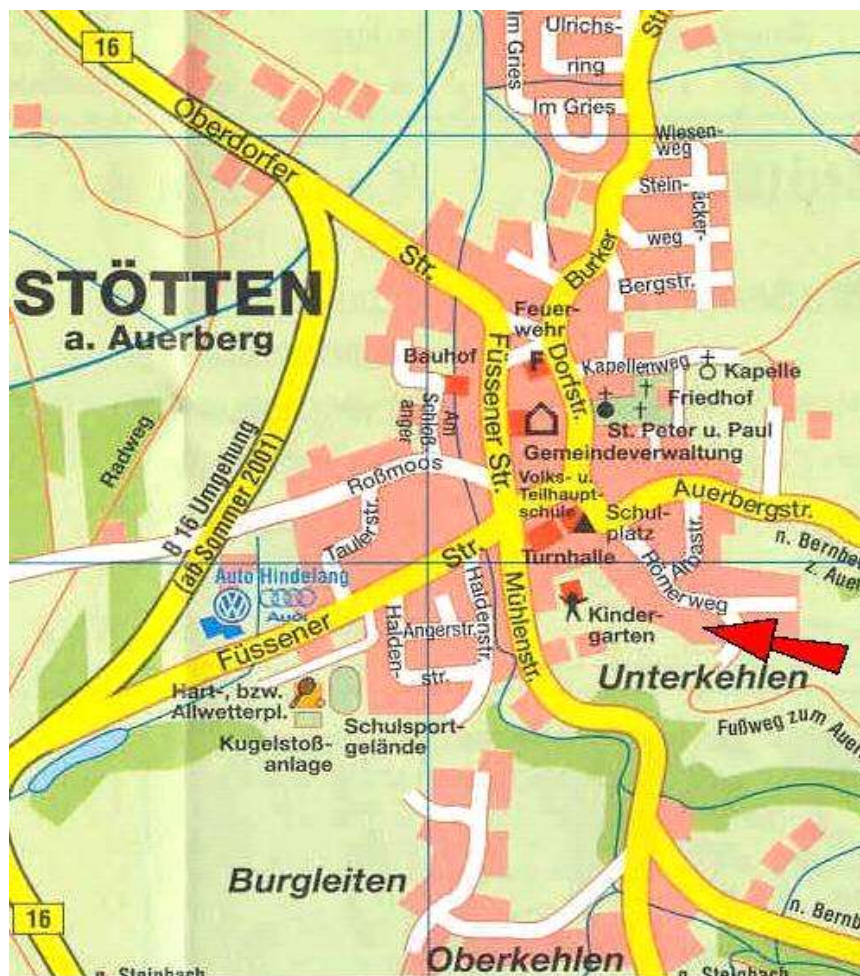 16
Im Gries
Ulrichs-
ring
Str.
Im Gries
Oberdorfer
Str.
Wiesen-
weg
Stein-
äcker-
weg
Bergstr.
Burker
STÖTTEN
a. Auerberg
Feuer-
wehr
F
Bauhof
Am
Schieß-
anger
Füssener Str.
Dorfstr.
Kapellenweg
Kapelle
Friedhof
St. Peter u. Paul
Gemeindeverwaltung
Radweg
B 16 Umgehung
(ab Sommer 2001)
Roßmoos
Volks- u.
Teilhaupt-
schule
Schul-
platz
Auerbergstr.
n. Bernbe
z. Auer
Taulerstr.
Turnhalle
Albastr.
Römerweg
Auto Hindelang
VW
Audi
Füssener
Str.
Halden-
str.
Angerstr.
Haldenstr.
Mühlenstr.
Kinder-
garten
Unterkehlen
Hart-, bzw.
Allwetterpl.
Schulsport-
gelände
Kugelstoß-
anlage
Fußweg zum Auer
Burgleiten
16
n. Bernb
Oberkehlen
n. Steinbach
n. Steinbach